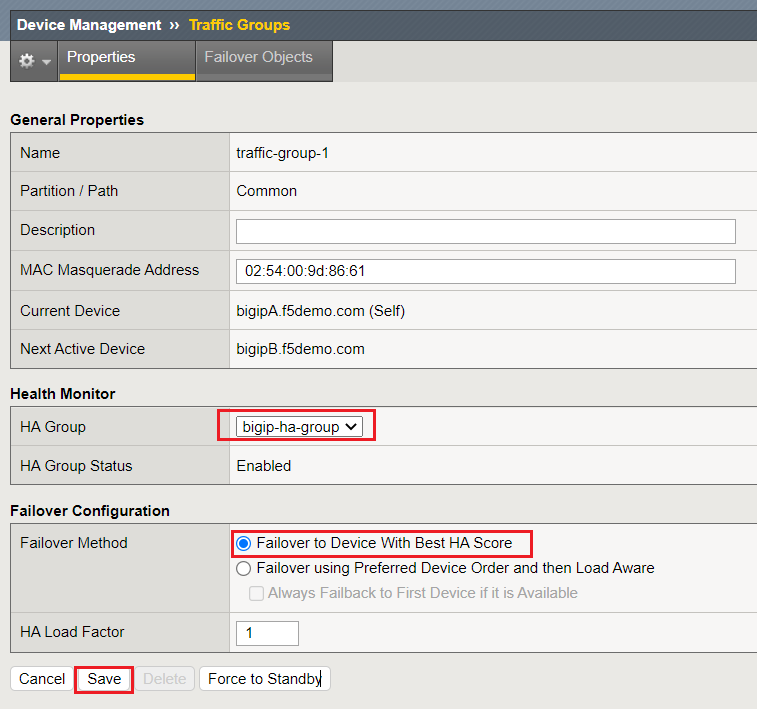 Device Management ›› Traffic Groups
Properties Failover Objects
General Properties
Name traffic-group-1
Partition / Path Common
Description
MAC Masquerade Address 02:54:00:9d:86:61
Current Device bigipA.f5demo.com (Self)
Next Active Device bigipB.f5demo.com
Health Monitor
HA Group bigip-ha-group
HA Group Status Enabled
Failover Configuration
Failover Method Failover to Device With Best HA Score
Failover using Preferred Device Order and then Load Aware
Always Failback to First Device if it is Available
HA Load Factor 1
Cancel Save Delete Force to Standby